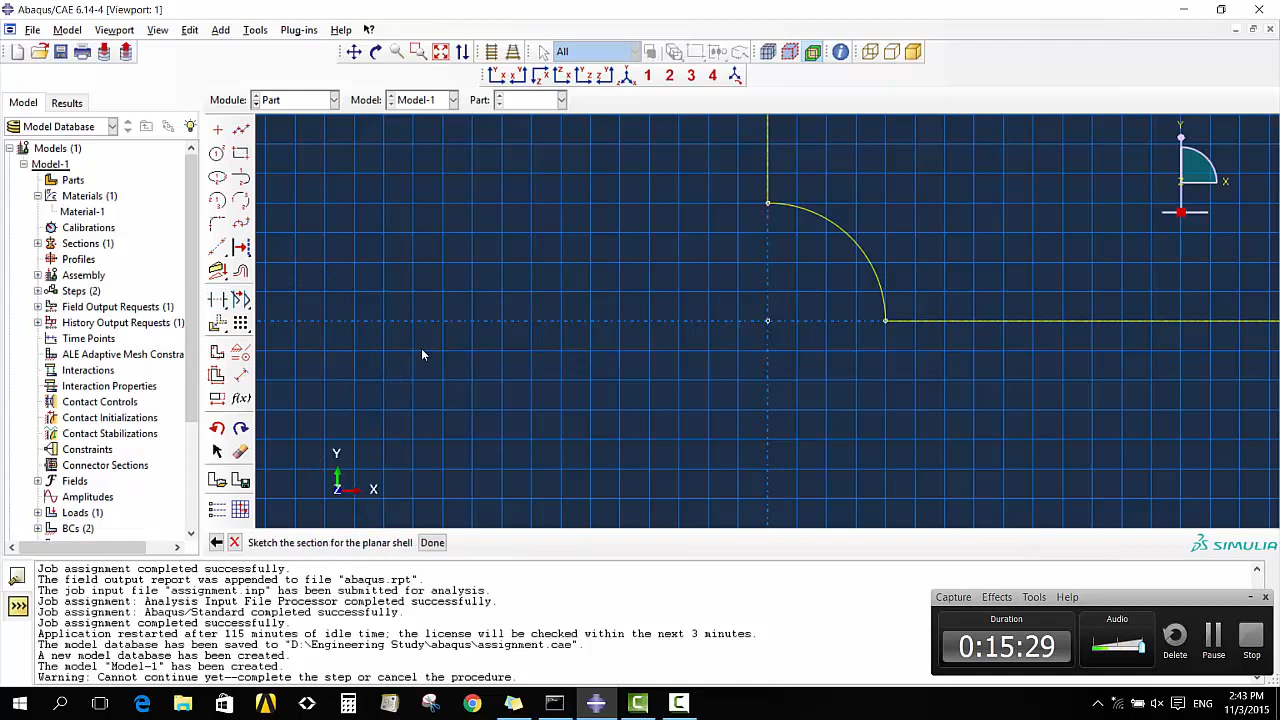 Abaqus/CAE 6.14-4 [Viewport: 1]
File Model Viewport View Edit Add Tools Plug-ins Help
All
1 2 3 4
Model Results
Module: Part Model: Model-1 Part:
Model Database
Models (1)
Model-1
Parts
Materials (1)
Material-1
Calibrations
Sections (1)
Profiles
Assembly
Steps (2)
Field Output Requests (1)
History Output Requests (1)
Time Points
ALE Adaptive Mesh Constra
Interactions
Interaction Properties
Contact Controls
Contact Initializations
Contact Stabilizations
Constraints
Connector Sections
Fields
Amplitudes
Loads (1)
BCs (2)
f(x)
Y
Z X
Y
Z X
Sketch the section for the planar shell Done
SIMULIA
Job assignment completed successfully.
The field output report was appended to file "abaqus.rpt".
The job input file "assignment.inp" has been submitted for analysis.
Job assignment: Analysis Input File Processor completed successfully.
Job assignment: Abaqus/Standard completed successfully.
Job assignment completed successfully.
Application restarted after 115 minutes of idle time; the license will be checked within the next 3 minutes.
The model database has been saved to "D:\Engineering Study\abaqus\assignment.cae".
A new model database has been created.
The model "Model-1" has been created.
Warning: Cannot continue yet--complete the step or cancel the procedure.
>>>
Capture Effects Tools Help
Duration
0:15:29
Audio
Delete Pause Stop
ENG
2:43 PM
11/3/2015